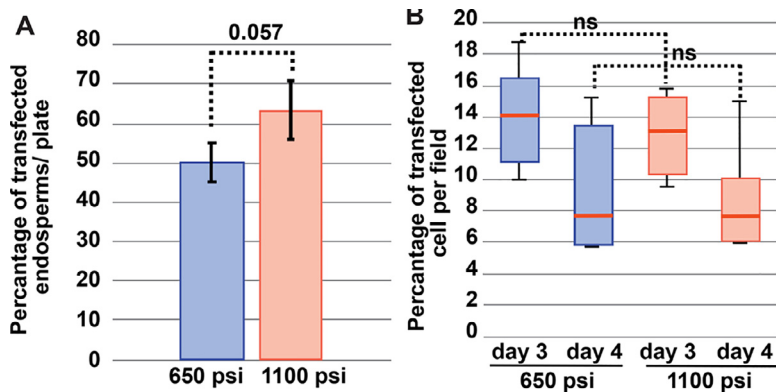 A
Percentage of transfected
endosperms/ plate
80
70
60
50
40
30
20
10
0
0.057
650 psi 1100 psi
B
Percantage of transfected
cell per field
20
18
16
14
12
10
8
6
4
2
0
ns
ns
day 3 day 4 day 3 day 4
650 psi 1100 psi